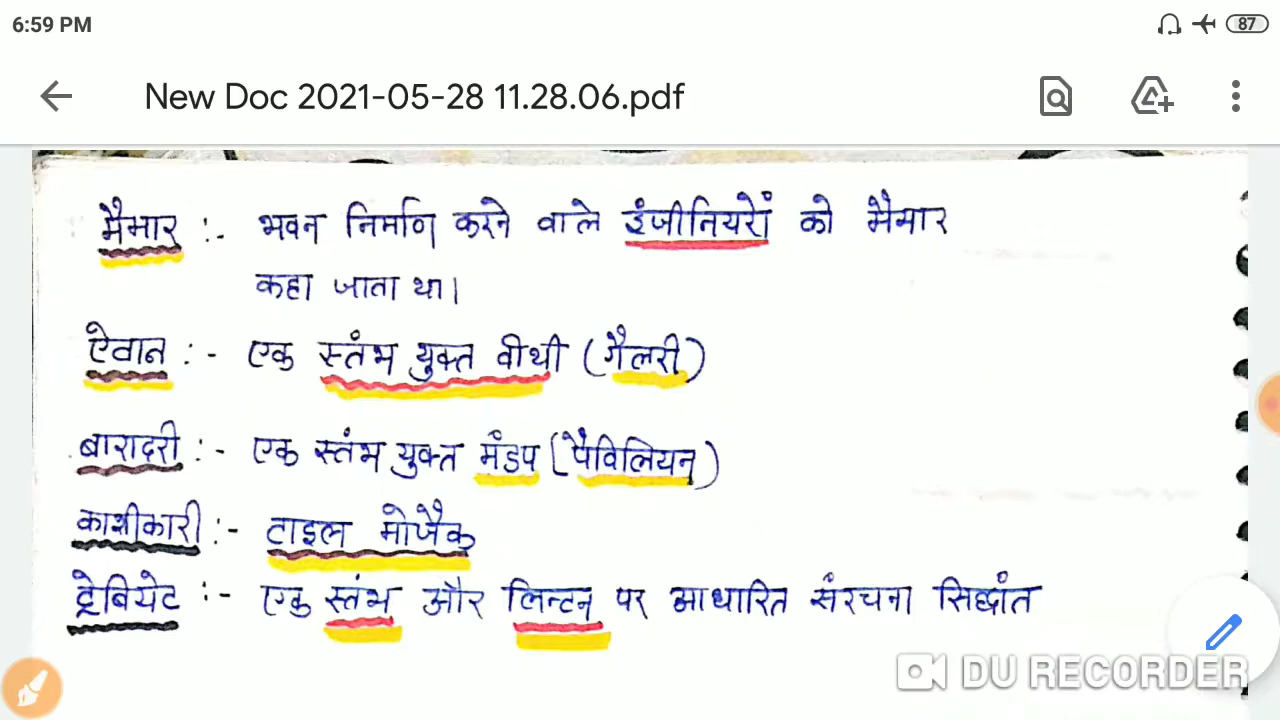 6:59 PM
87
New Doc 2021-05-28 11.28.06.pdf
मैमार :- भवन निर्माण करने वाले इंजीनियरों को मैमार
कहा जाता था।
ऐवान :- एक स्तंभ युक्त वीथी (गैलरी)
बारादरी :- एक स्तंभ युक्त मंडप (पैविलियन)
काशीकारी :- टाइल मोजैक
ट्रेबियेट :- एक स्तंभ और लिन्टन पर आधारित संरचना सिद्धांत
DU RECORDER